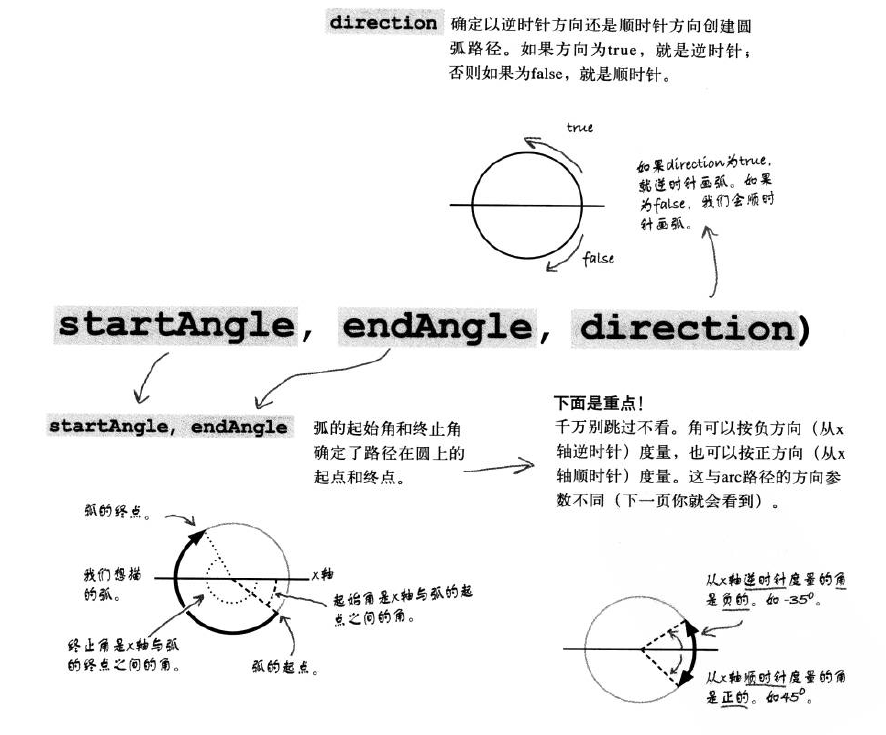 direction 确定以逆时针方向还是顺时针方向创建圆
弧路径。如果方向为true，就是逆时针；
否则如果为false，就是顺时针。
true
如果direction为true，
就逆时针画弧。如果
为false，我们会顺时
针画弧。
false
startAngle, endAngle, direction)
startAngle, endAngle
弧的起始角和终止角
确定了路径在圆上的
起点和终点。
下面是重点！
千万别跳过不看。角可以按负方向（从x
轴逆时针）度量，也可以按正方向（从x
轴顺时针）度量。这与arc路径的方向参
数不同（下一页你就会看到）。
弧的终点。
我们想描
的弧。
x轴
起始角是x轴与弧的起
点之间的角。
终止角是x轴与弧
的终点之间的角。
弧的起点。
从x轴逆时针度量的角
是负的。如-35°。
从x轴顺时针度量的角
是正的。如45°。